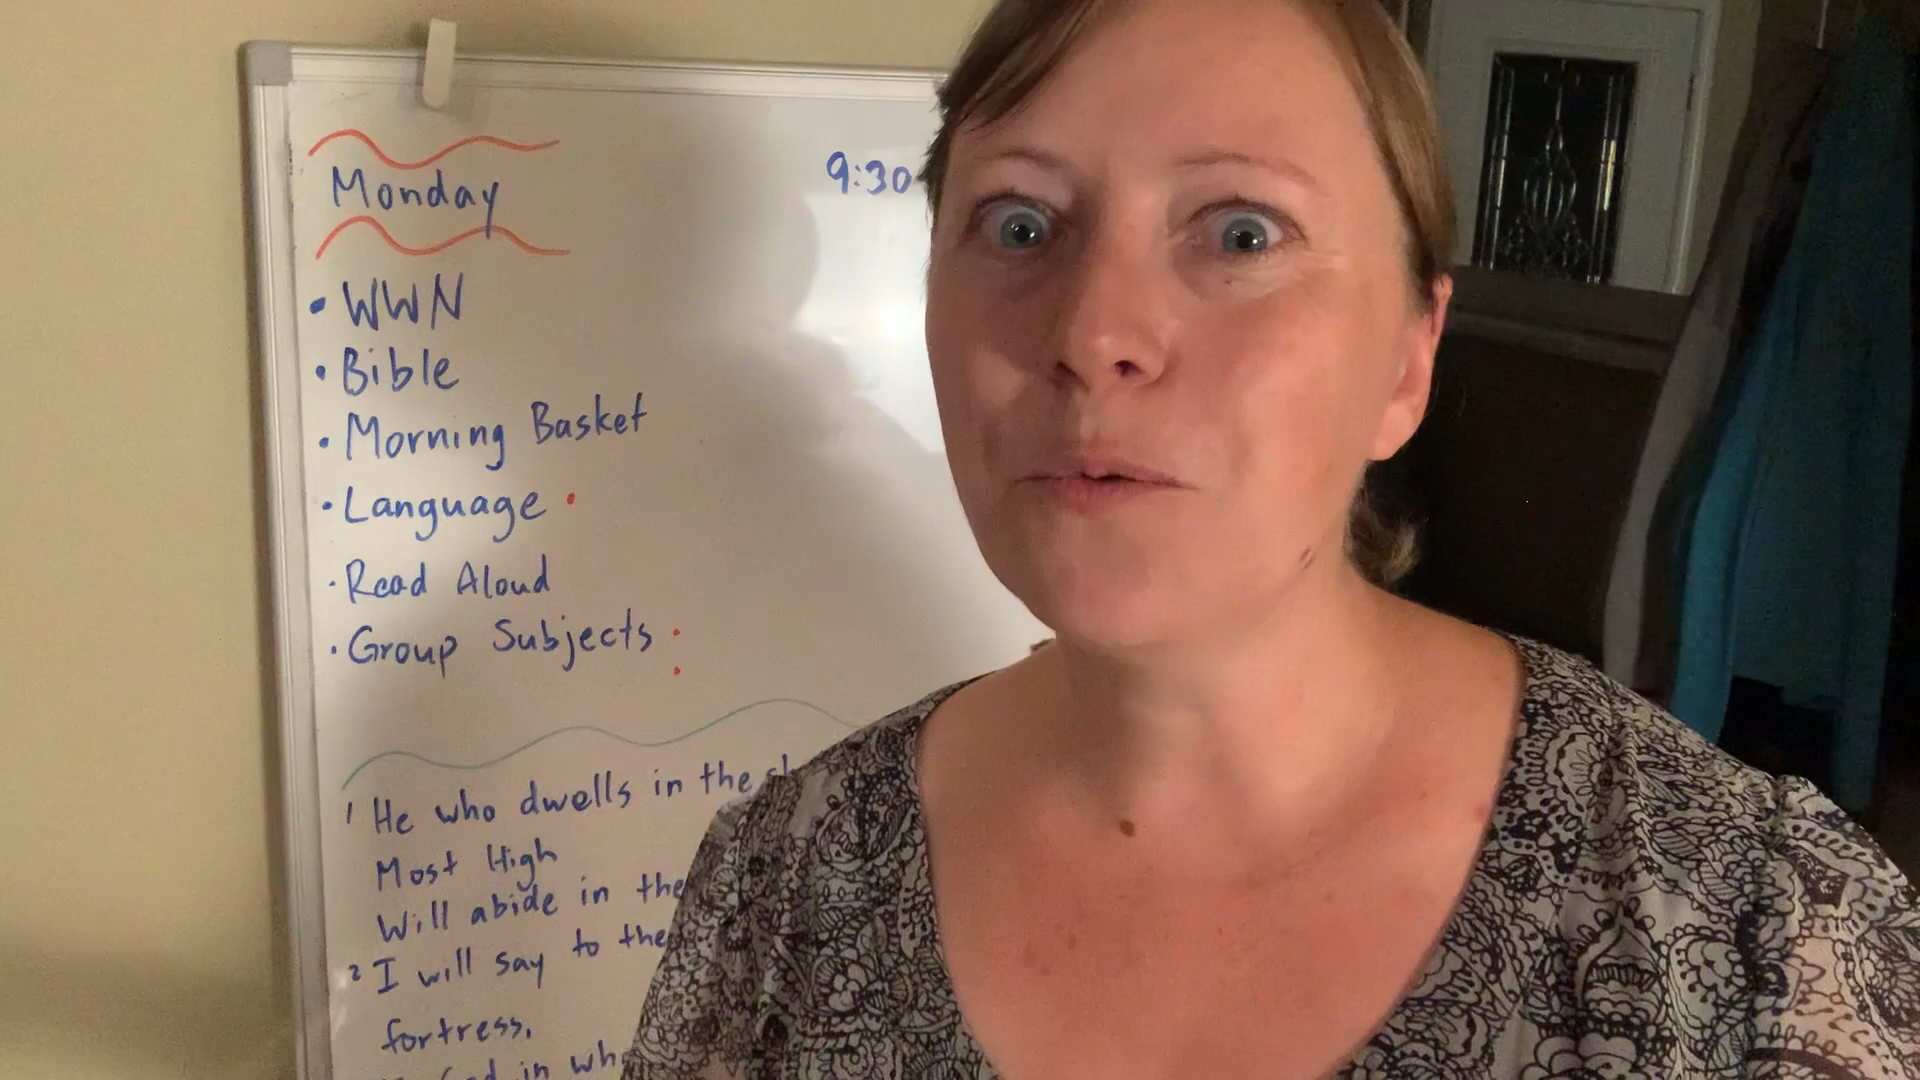 Monday
9:30
• WWN
• Bible
• Morning Basket
• Language •
• Read Aloud
• Group Subjects :
1 He who dwells in the
Most High
Will abide in the
2 I will say to the
fortress,
in